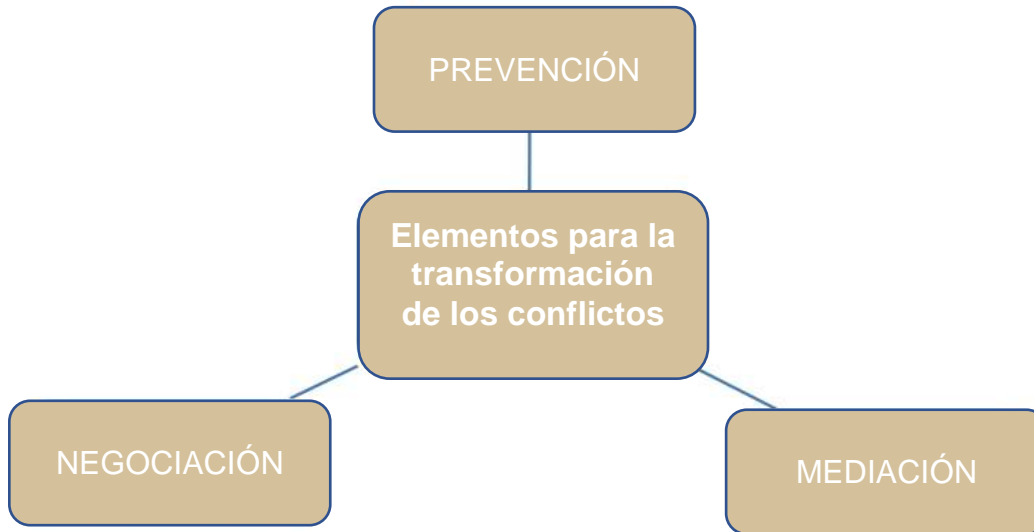 PREVENCIÓN
Elementos para la
transformación
de los conflictos
NEGOCIACIÓN
MEDIACIÓN